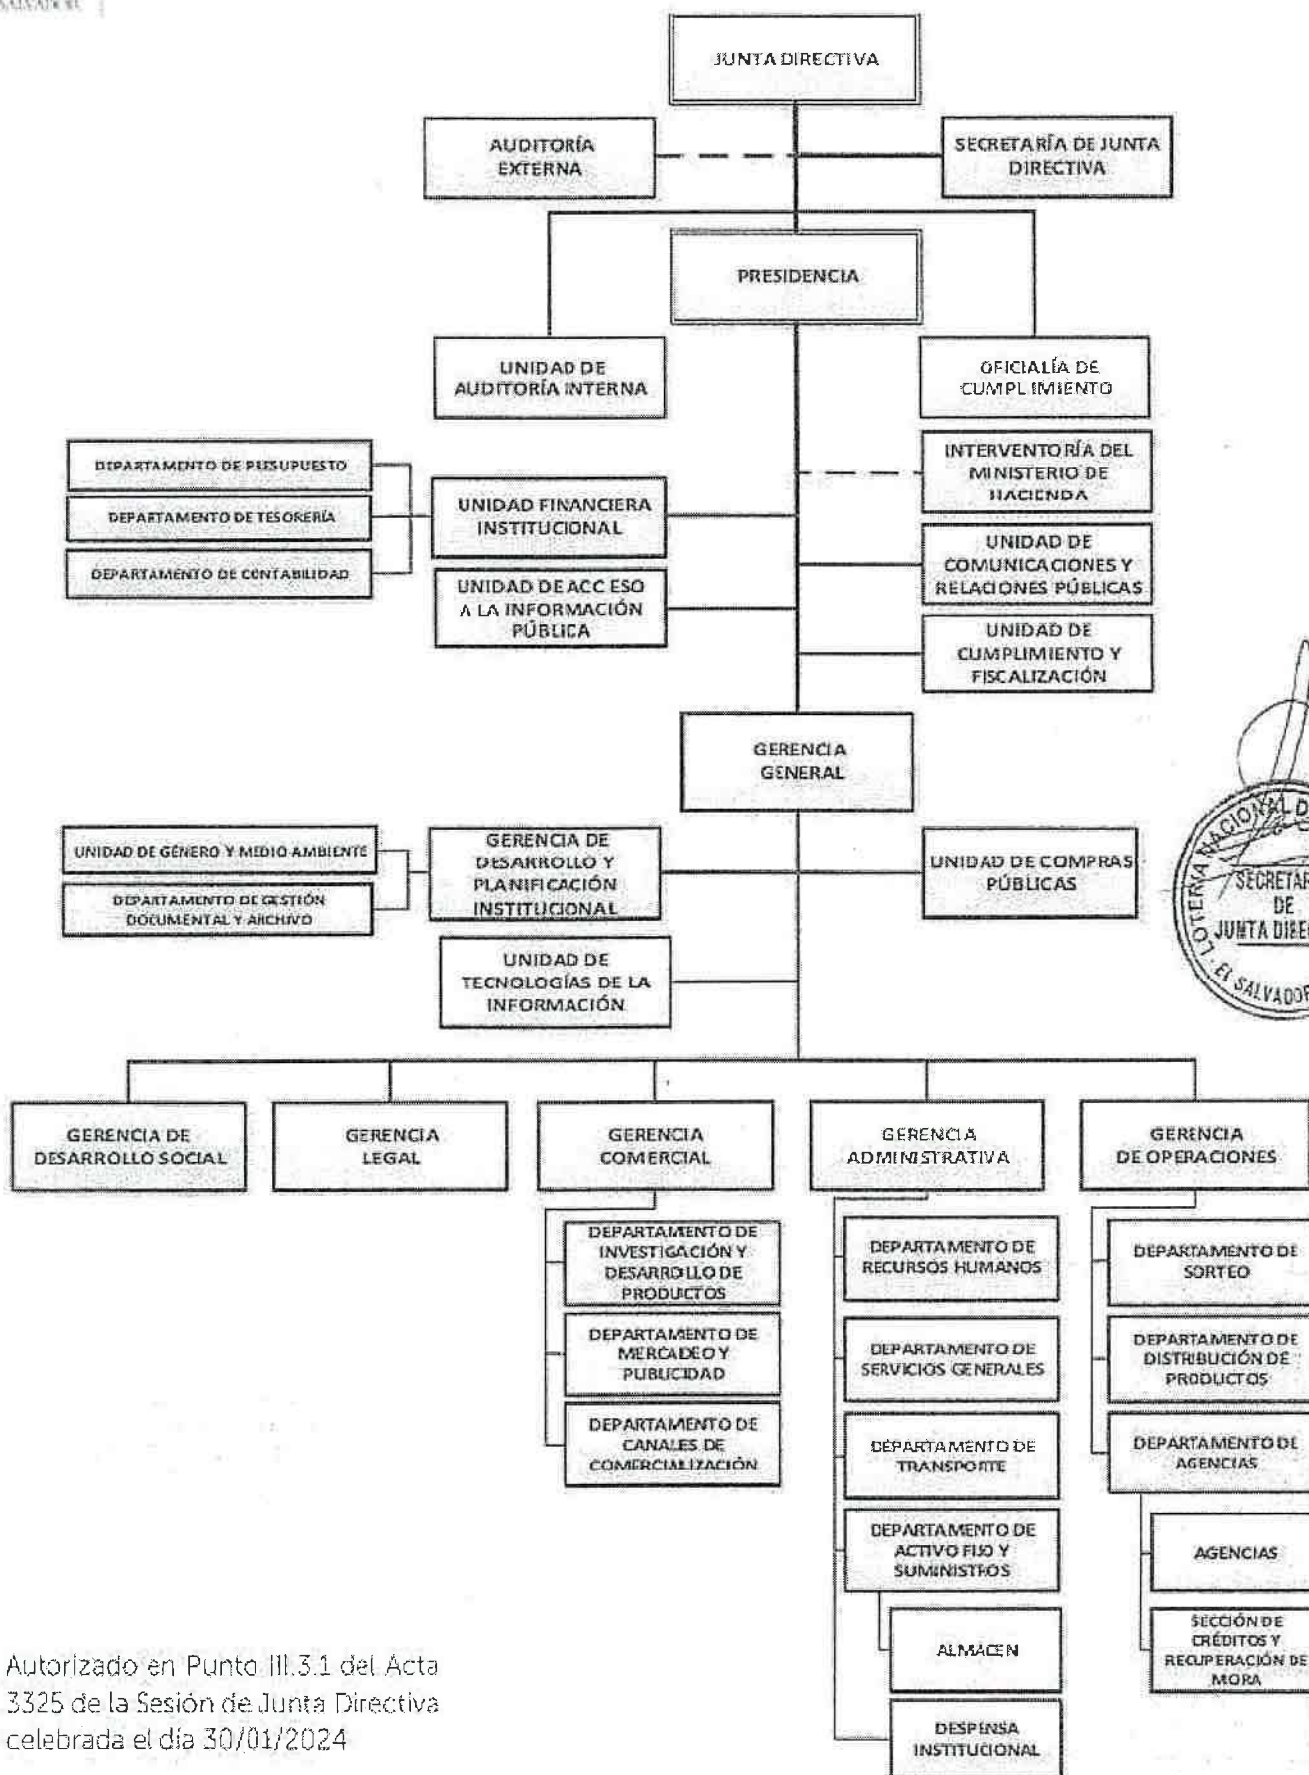 JUNTA DIRECTIVA
AUDITORÍA
EXTERNA
SECRETARÍA DE JUNTA
DIRECTIVA
PRESIDENCIA
UNIDAD DE
AUDITORÍA INTERNA
OFICIALÍA DE
CUMPLIMIENTO
INTERVENTORÍA DEL
MINISTERIO DE
HACIENDA
DEPARTAMENTO DE PRESUPUESTO
DEPARTAMENTO DE TESORERÍA
DEPARTAMENTO DE CONTABILIDAD
UNIDAD FINANCIERA
INSTITUCIONAL
UNIDAD DE
COMUNICACIONES Y
RELACIONES PÚBLICAS
UNIDAD DE ACCESO
A LA INFORMACIÓN
PÚBLICA
UNIDAD DE
CUMPLIMIENTO Y
FISCALIZACIÓN
GERENCIA
GENERAL
UNIDAD DE GÉNERO Y MEDIO AMBIENTE
DEPARTAMENTO DE GESTIÓN
DOCUMENTAL Y ARCHIVO
GERENCIA DE
DESARROLLO Y
PLANIFICACIÓN
INSTITUCIONAL
UNIDAD DE COMPRAS
PÚBLICAS
LOTERIA NACIONAL D
SECRETAR
DE
JUNTA DIREC
EL SALVADOR
UNIDAD DE
TECNOLOGÍAS DE LA
INFORMACIÓN
GERENCIA DE
DESARROLLO SOCIAL
GERENCIA
LEGAL
GERENCIA
COMERCIAL
GERENCIA
ADMINISTRATIVA
GERENCIA
DE OPERACIONES
DEPARTAMENTO DE
INVESTIGACIÓN Y
DESARROLLO DE
PRODUCTOS
DEPARTAMENTO DE
MERCADEO Y
PUBLICIDAD
DEPARTAMENTO DE
CANALES DE
COMERCIALIZACIÓN
DEPARTAMENTO DE
RECURSOS HUMANOS
DEPARTAMENTO DE
SERVICIOS GENERALES
DEPARTAMENTO DE
TRANSPORTE
DEPARTAMENTO DE
ACTIVO FIJO Y
SUMINISTROS
ALMACEN
DESPENSA
INSTITUCIONAL
DEPARTAMENTO DE
SORTEO
DEPARTAMENTO DE
DISTRIBUCIÓN DE
PRODUCTOS
DEPARTAMENTO DE
AGENCIAS
AGENCIAS
SECCIÓN DE
CRÉDITOS Y
RECUPERACIÓN DE
MORA
Autorizado en Punto III.3.1 del Acta
3325 de la Sesión de Junta Directiva
celebrada el día 30/01/2024